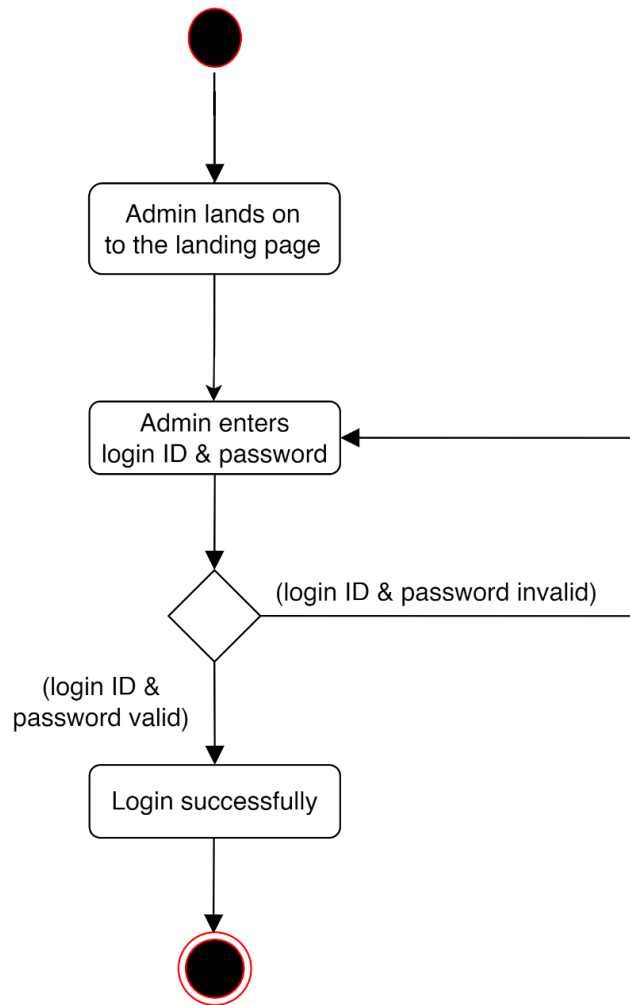 Admin lands on
to the landing page
Admin enters
login ID & password
(login ID & password invalid)
(login ID &
password valid)
Login successfully